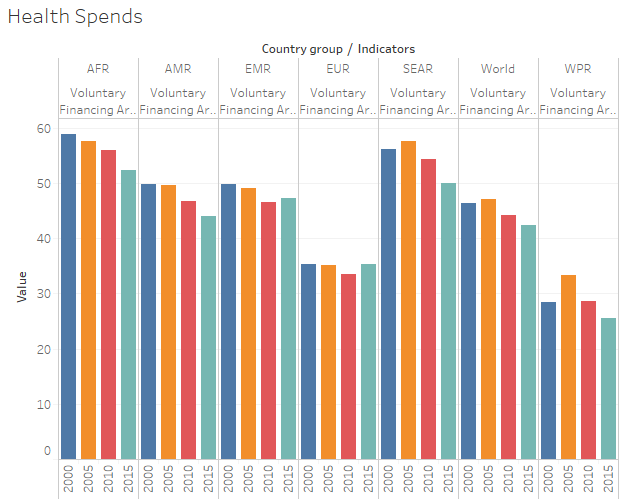 Health Spends
Country group / Indicators
AFR AMR EMR EUR SEAR World WPR
Voluntary Voluntary Voluntary Voluntary Voluntary Voluntary Voluntary
Financing Ar.. Financing Ar.. Financing Ar.. Financing Ar.. Financing Ar.. Financing Ar.. Financing Ar..
60
50
40
30
20
10
0
Value
2000 2005 2010 2015 2000 2005 2010 2015 2000 2005 2010 2015 2000 2005 2010 2015 2000 2005 2010 2015 2000 2005 2010 2015 2000 2005 2010 2015